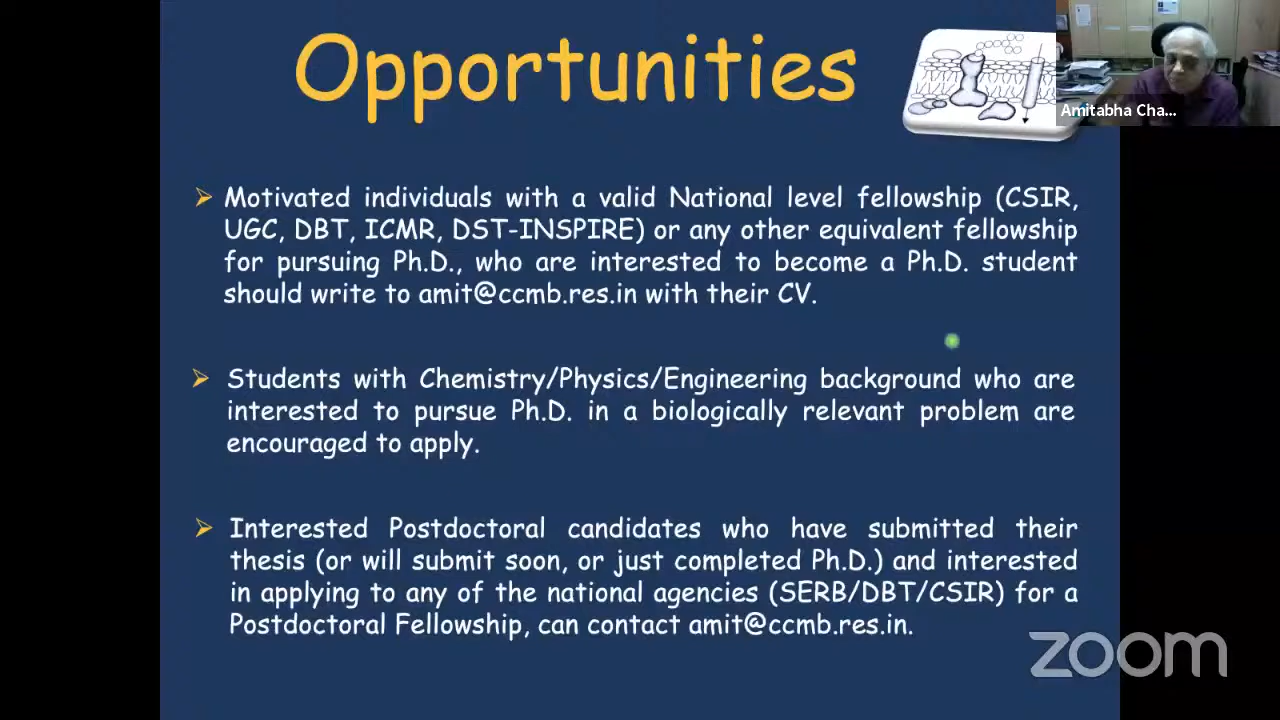 Opportunities
Amitabha Cha...
➢ Motivated individuals with a valid National level fellowship (CSIR,
UGC, DBT, ICMR, DST-INSPIRE) or any other equivalent fellowship
for pursuing Ph.D., who are interested to become a Ph.D. student
should write to amit@ccmb.res.in with their CV.
➢ Students with Chemistry/Physics/Engineering background who are
interested to pursue Ph.D. in a biologically relevant problem are
encouraged to apply.
➢ Interested Postdoctoral candidates who have submitted their
thesis (or will submit soon, or just completed Ph.D.) and interested
in applying to any of the national agencies (SERB/DBT/CSIR) for a
Postdoctoral Fellowship, can contact amit@ccmb.res.in.
zoom